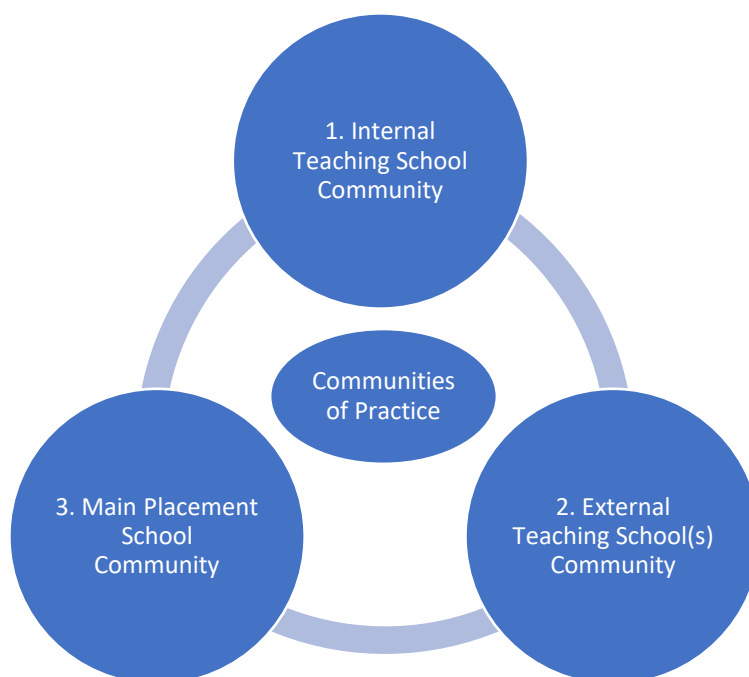 1. Internal
Teaching School
Community
Communities
of Practice
3. Main Placement
School
Community
2. External
Teaching School(s)
Community